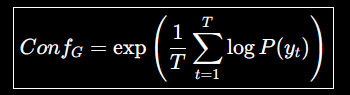 Conf_G = exp ( 1/T ∑_{t=1}^{T} log P(y_t) )